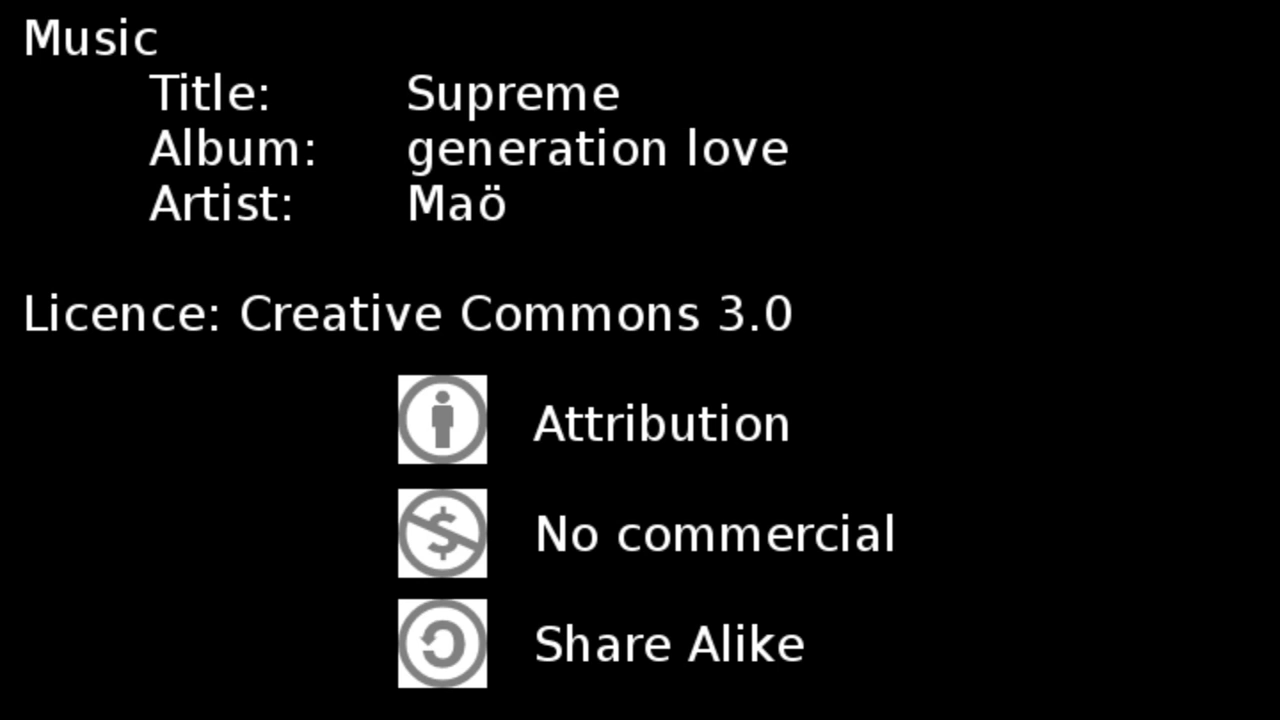 Music
Title: Supreme
Album: generation love
Artist: Maö
Licence: Creative Commons 3.0
Attribution
$ No commercial
Share Alike